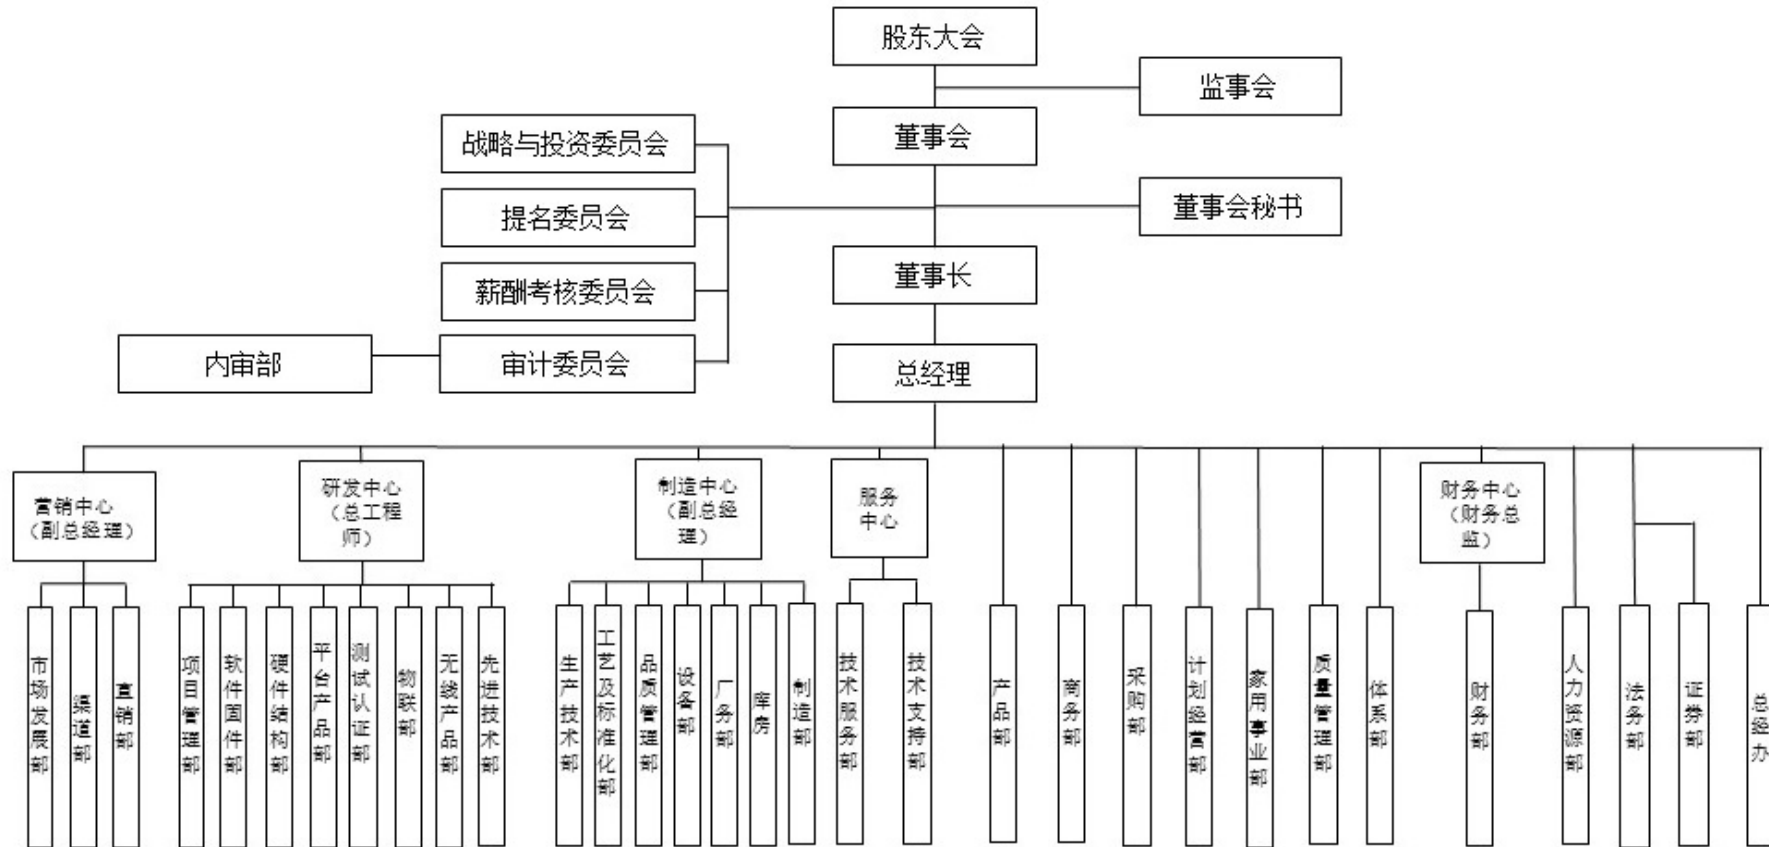 股东大会
监事会
董事会
战略与投资委员会
提名委员会
董事会秘书
薪酬考核委员会
董事长
内审部
审计委员会
总经理
营销中心
（副总经理）
研发中心
（总工程
师）
制造中心
（副总经
理）
服务
中心
财务中心
（财务总
监）
市场发展部
渠道部
直销部
项目管理部
软件固件部
硬件结构部
平台产品部
测试认证部
物联部
无线产品部
先进技术部
生产技术部
工艺及标准化部
品质管理部
设备部
厂务部
库房
制造部
技术服务部
技术支持部
产品部
商务部
采购部
计划经营部
家用事业部
质量管理部
体系部
财务部
人力资源部
法务部
证券部
总经办